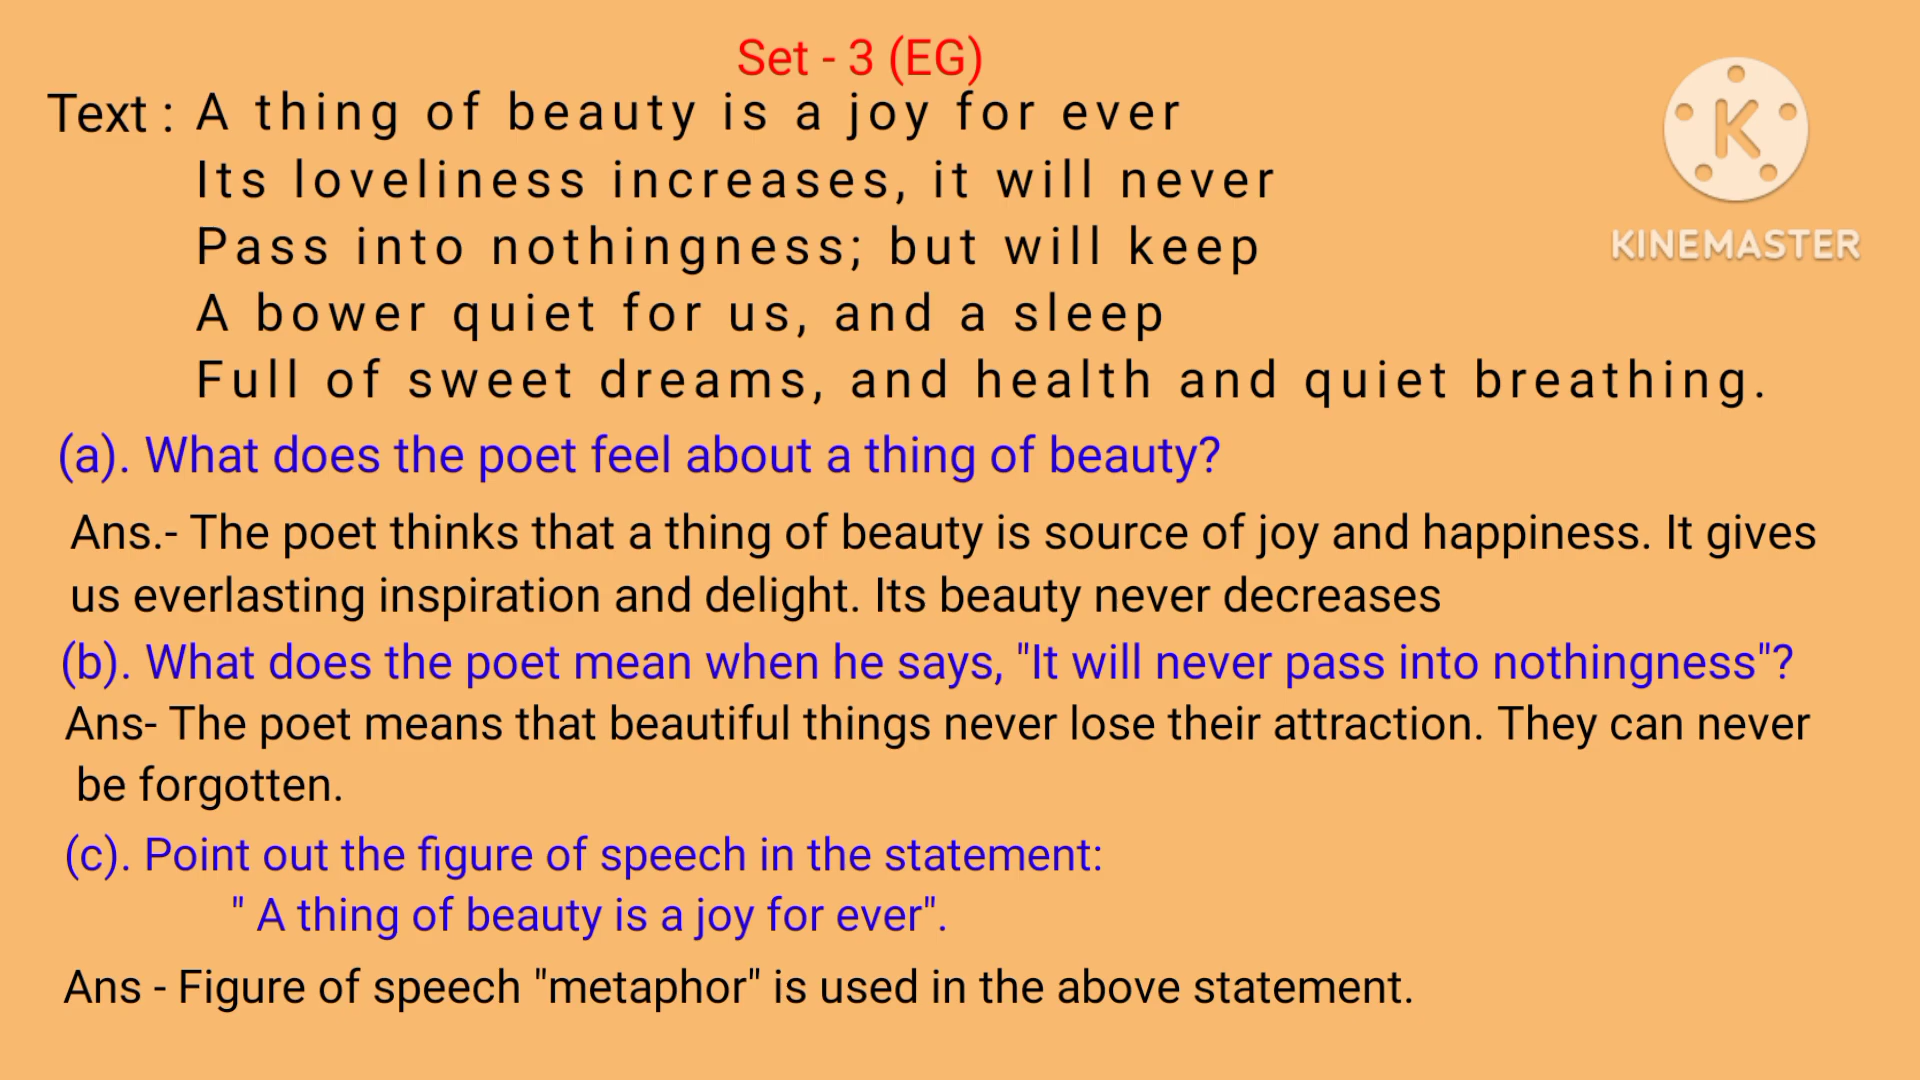 Set - 3 (EG)
Text : A thing of beauty is a joy for ever
Its loveliness increases, it will never
Pass into nothingness; but will keep
A bower quiet for us, and a sleep
Full of sweet dreams, and health and quiet breathing.
(a). What does the poet feel about a thing of beauty?
Ans.- The poet thinks that a thing of beauty is source of joy and happiness. It gives
us everlasting inspiration and delight. Its beauty never decreases
(b). What does the poet mean when he says, "It will never pass into nothingness"?
Ans- The poet means that beautiful things never lose their attraction. They can never
be forgotten.
(c). Point out the figure of speech in the statement:
" A thing of beauty is a joy for ever".
Ans - Figure of speech "metaphor" is used in the above statement.
K
KINEMASTER